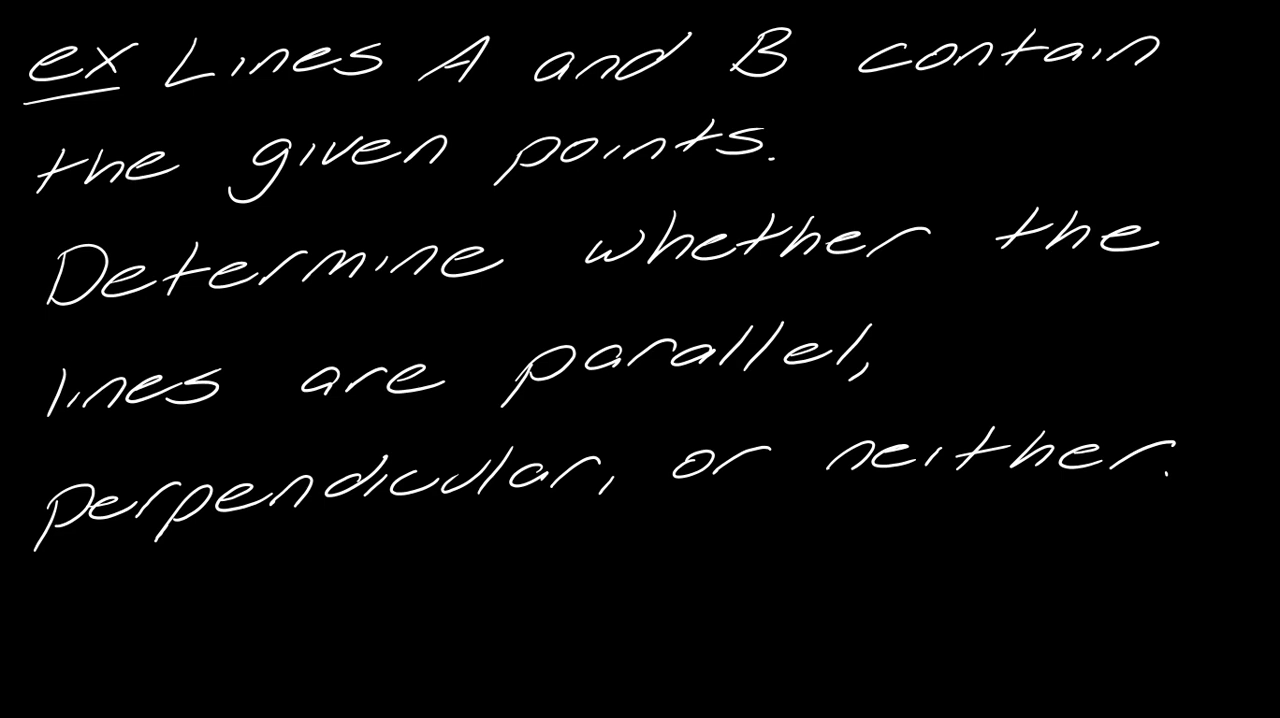 ex Lines A and B contain
the given points.
Determine whether the
lines are parallel,
perpendicular, or neither.